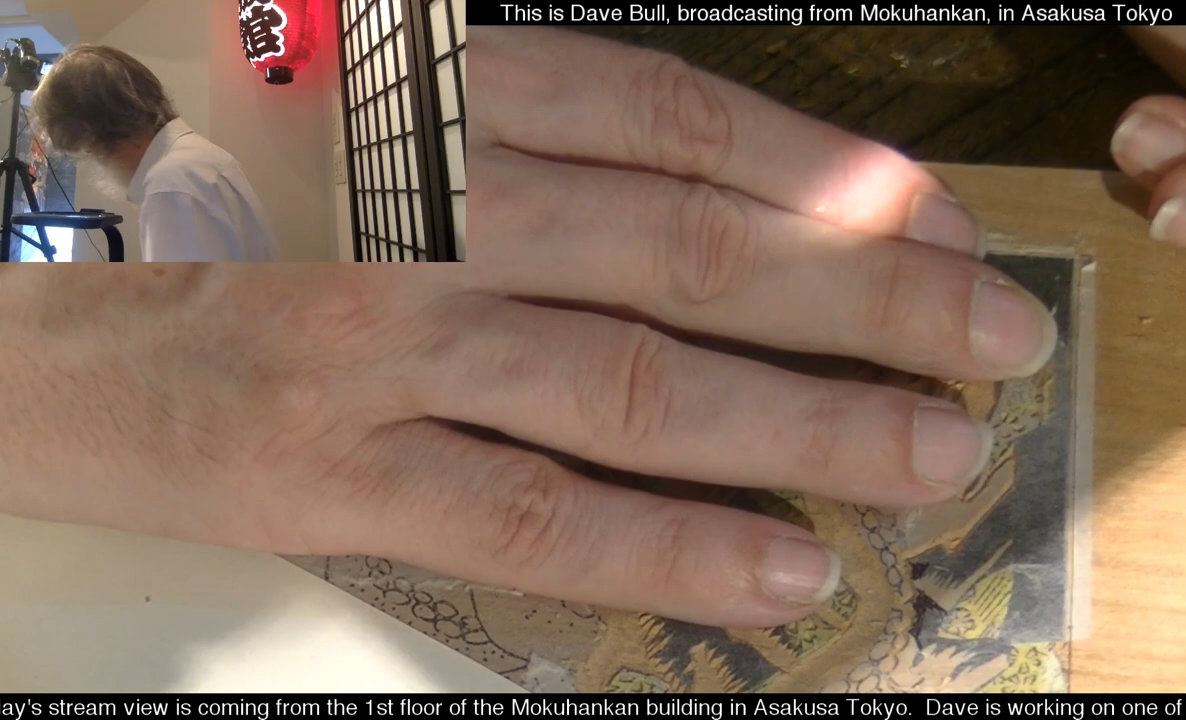 This is Dave Bull, broadcasting from Mokuhankan, in Asakusa Tokyo
館
ay's stream view is coming from the 1st floor of the Mokuhankan building in Asakusa Tokyo.  Dave is working on one of